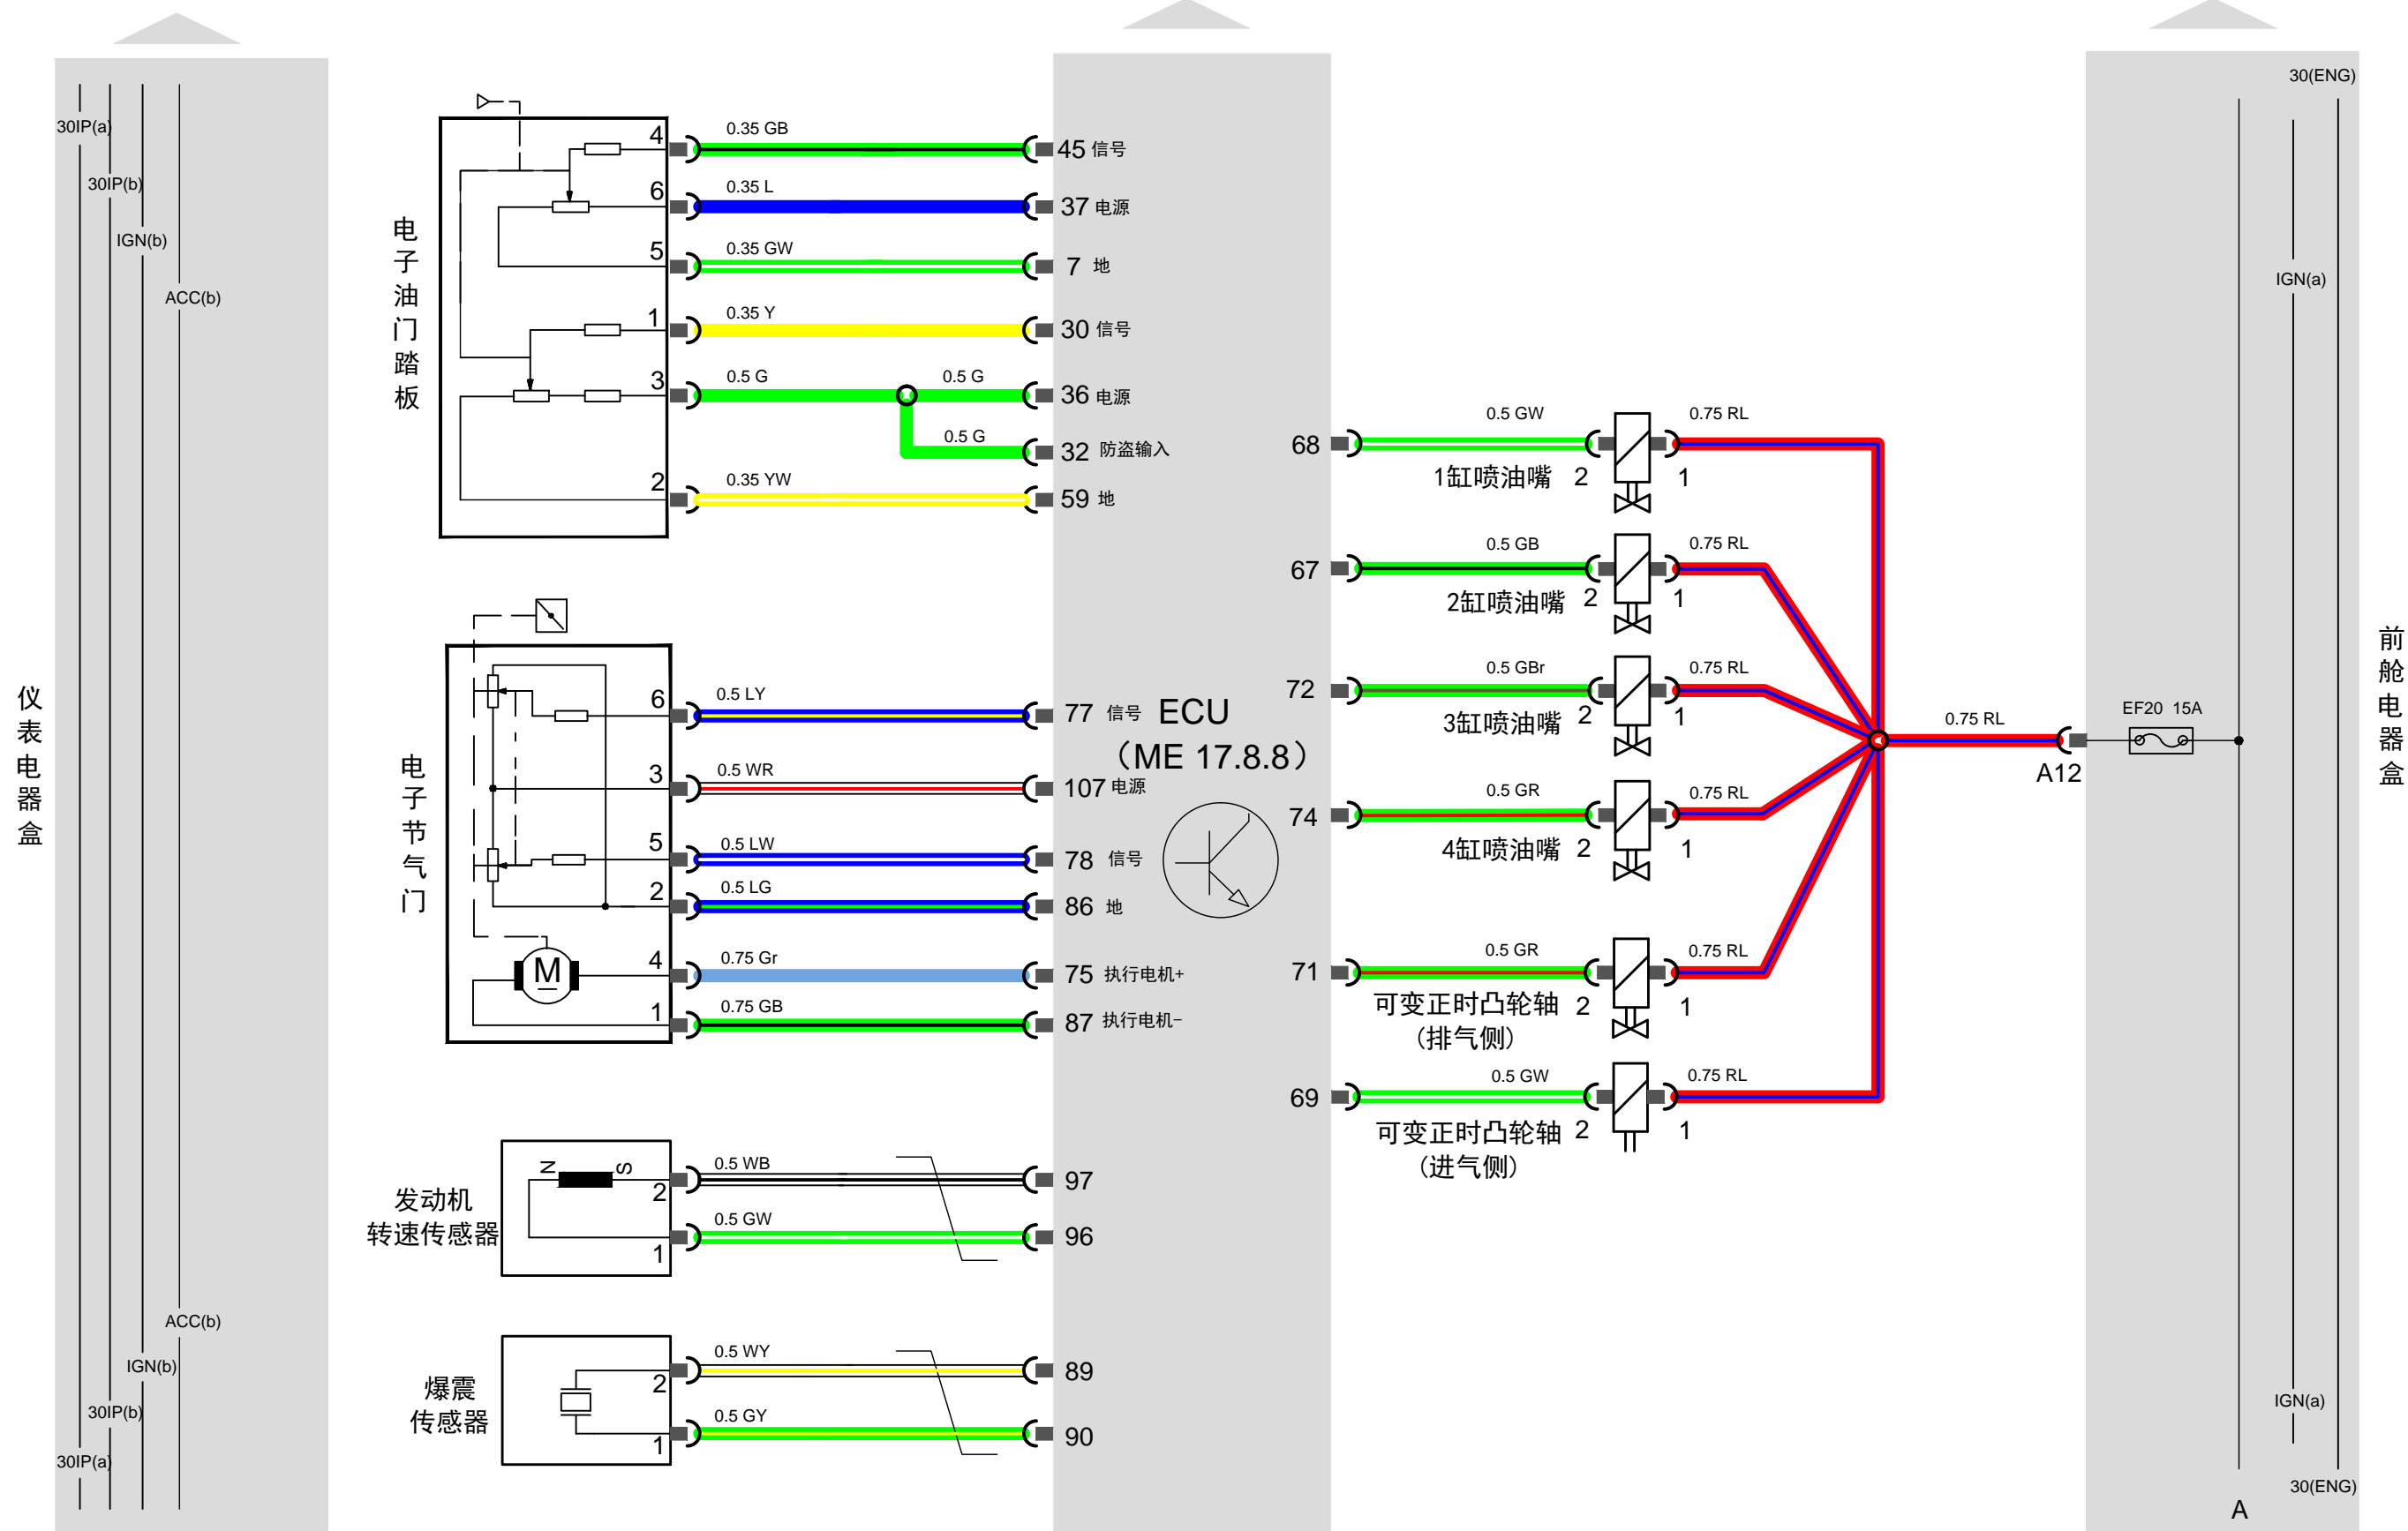 30IP(a)
30IP(b)
IGN(b)
ACC(b)
仪表电器盒
ACC(b)
IGN(b)
30IP(b)
30IP(a)
电子油门踏板
4 0.35 GB 45 信号
6 0.35 L 37 电源
5 0.35 GW 7 地
1 0.35 Y 30 信号
3 0.5 G 0.5 G 36 电源
0.5 G 32 防盗输入
2 0.35 YW 59 地
电子节气门
6 0.5 LY 77 信号
3 0.5 WR 107 电源
5 0.5 LW 78 信号
2 0.5 LG 86 地
M
4 0.75 Gr 75 执行电机+
1 0.75 GB 87 执行电机-
发动机
转速传感器
N S
2 0.5 WB 97
1 0.5 GW 96
爆震
传感器
2 0.5 WY 89
1 0.5 GY 90
ECU
（ME 17.8.8）
68 0.5 GW 0.75 RL
1缸喷油嘴 2 1
67 0.5 GB 0.75 RL
2缸喷油嘴 2 1
72 0.5 GBr 0.75 RL
3缸喷油嘴 2 1
74 0.5 GR 0.75 RL
4缸喷油嘴 2 1
71 0.5 GR 0.75 RL
可变正时凸轮轴 2 1
(排气侧)
69 0.5 GW 0.75 RL
可变正时凸轮轴 2 1
(进气侧)
0.75 RL
A12
EF20 15A
30(ENG)
IGN(a)
前舱电器盒
IGN(a)
30(ENG)
A